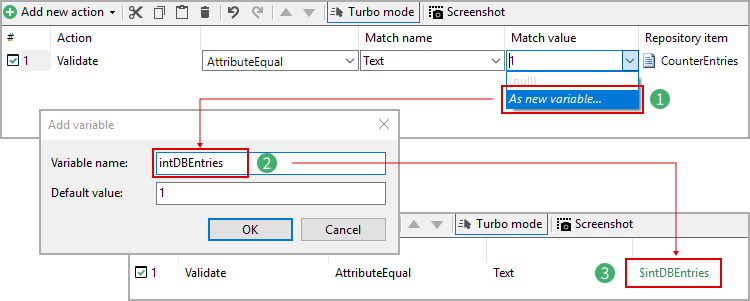 Add new action Turbo mode Screenshot
# Action Match name Match value Repository item
1 Validate AttributeEqual Text 1 CounterEntries
(null)
As new variable... 1
Add variable
Variable name: intDBEntries 2
Default value: 1
OK Cancel
Turbo mode Screenshot
1 Validate AttributeEqual Text 3 $intDBEntries